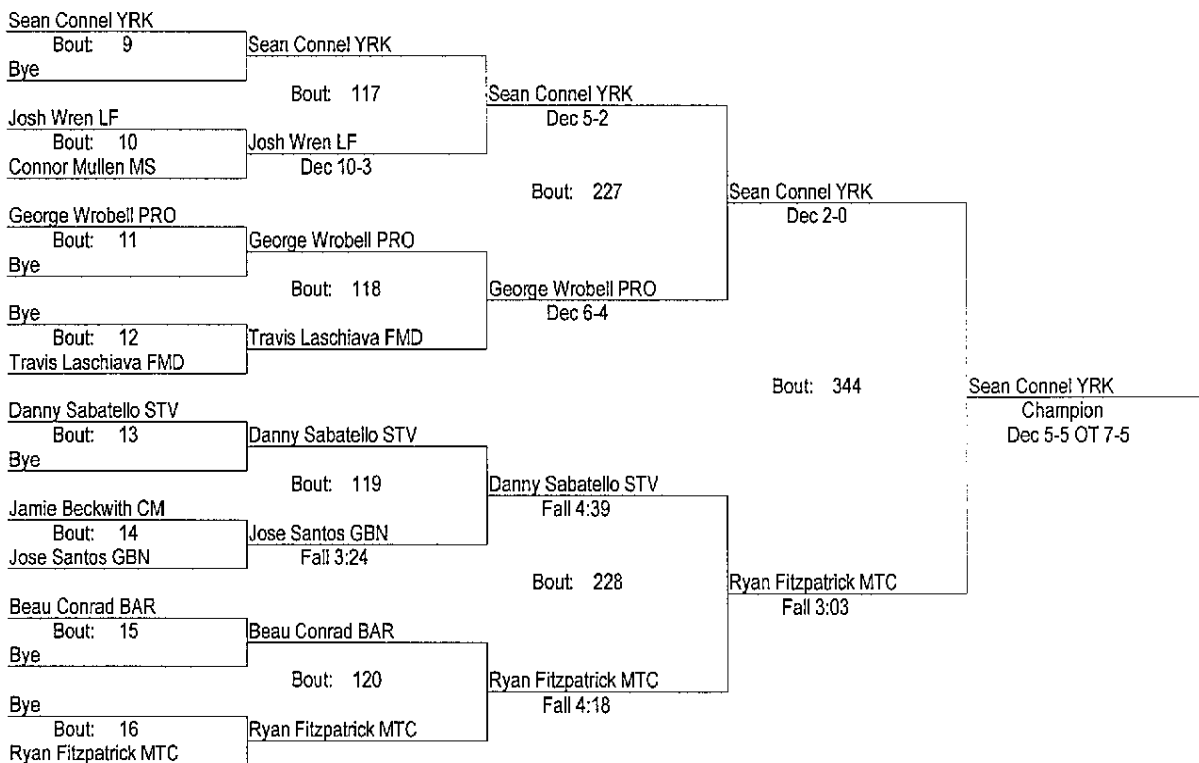 Sean Connel YRK
Bout: 9
Bye
Sean Connel YRK
Bout: 117
Josh Wren LF
Bout: 10
Connor Mullen MS
Josh Wren LF
Dec 10-3
Sean Connel YRK
Dec 5-2
Bout: 227
George Wrobell PRO
Bout: 11
Bye
George Wrobell PRO
Bout: 118
Bye
Bout: 12
Travis Laschiava FMD
Travis Laschiava FMD
George Wrobell PRO
Dec 6-4
Sean Connel YRK
Dec 2-0
Bout: 344
Danny Sabatello STV
Bout: 13
Bye
Danny Sabatello STV
Bout: 119
Jamie Beckwith CM
Bout: 14
Jose Santos GBN
Jose Santos GBN
Fall 3:24
Danny Sabatello STV
Fall 4:39
Bout: 228
Beau Conrad BAR
Bout: 15
Bye
Beau Conrad BAR
Bout: 120
Bye
Bout: 16
Ryan Fitzpatrick MTC
Ryan Fitzpatrick MTC
Ryan Fitzpatrick MTC
Fall 4:18
Ryan Fitzpatrick MTC
Fall 3:03
Sean Connel YRK
Champion
Dec 5-5 OT 7-5